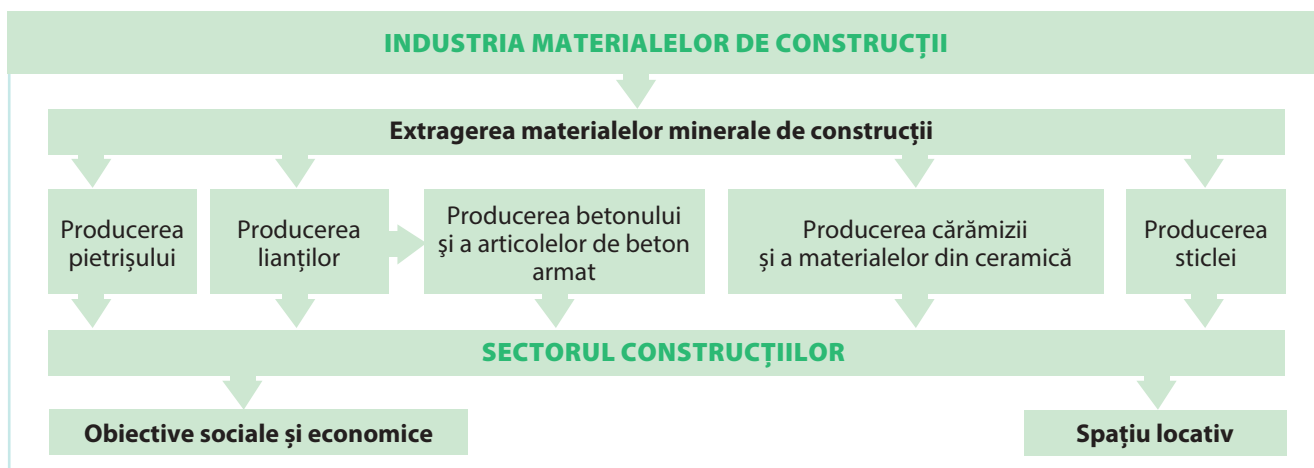 INDUSTRIA MATERIALELOR DE CONSTRUCȚII
Extragerea materialelor minerale de construcții
Producerea
pietrișului
Producerea
lianților
Producerea betonului
şi a articolelor de beton
armat
Producerea cărămizii
și a materialelor din ceramică
Producerea
sticlei
SECTORUL CONSTRUCȚIILOR
Obiective sociale și economice
Spațiu locativ